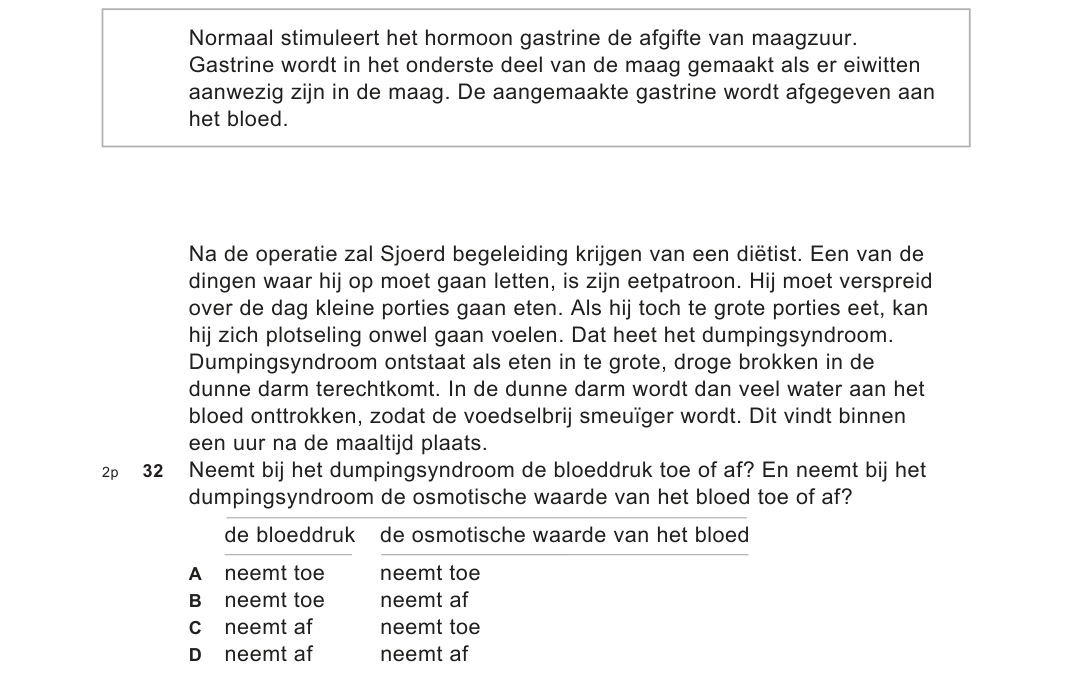 Normaal stimuleert het hormoon gastrine de afgifte van maagzuur.
Gastrine wordt in het onderste deel van de maag gemaakt als er eiwitten
aanwezig zijn in de maag. De aangemaakte gastrine wordt afgegeven aan
het bloed.
Na de operatie zal Sjoerd begeleiding krijgen van een diëtist. Een van de
dingen waar hij op moet gaan letten, is zijn eetpatroon. Hij moet verspreid
over de dag kleine porties gaan eten. Als hij toch te grote porties eet, kan
hij zich plotseling onwel gaan voelen. Dat heet het dumpingsyndroom.
Dumpingsyndroom ontstaat als eten in te grote, droge brokken in de
dunne darm terechtkomt. In de dunne darm wordt dan veel water aan het
bloed onttrokken, zodat de voedselbrij smeuïger wordt. Dit vindt binnen
een uur na de maaltijd plaats.
2p 32 Neemt bij het dumpingsyndroom de bloeddruk toe of af? En neemt bij het
dumpingsyndroom de osmotische waarde van het bloed toe of af?
de bloeddruk de osmotische waarde van het bloed
A neemt toe neemt toe
B neemt toe neemt af
C neemt af neemt toe
D neemt af neemt af